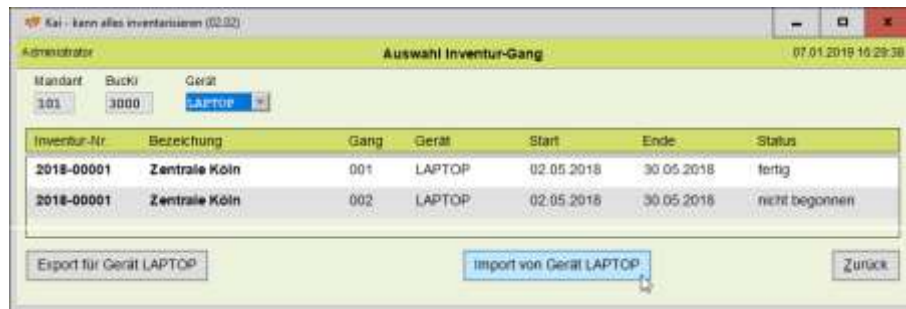 Kai - kann alles inventarisieren (02.02)
Administrator Auswahl Inventur-Gang 07.01.2019 16:29:38
Mandant BucKr Gerät
101 3000 LAPTOP
Inventur-Nr. Bezeichung Gang Gerät Start Ende Status
2018-00001 Zentrale Köln 001 LAPTOP 02.05.2018 30.05.2018 fertig
2018-00001 Zentrale Köln 002 LAPTOP 02.05.2018 30.05.2018 nicht begonnen
Export für Gerät LAPTOP Import von Gerät LAPTOP Zurück